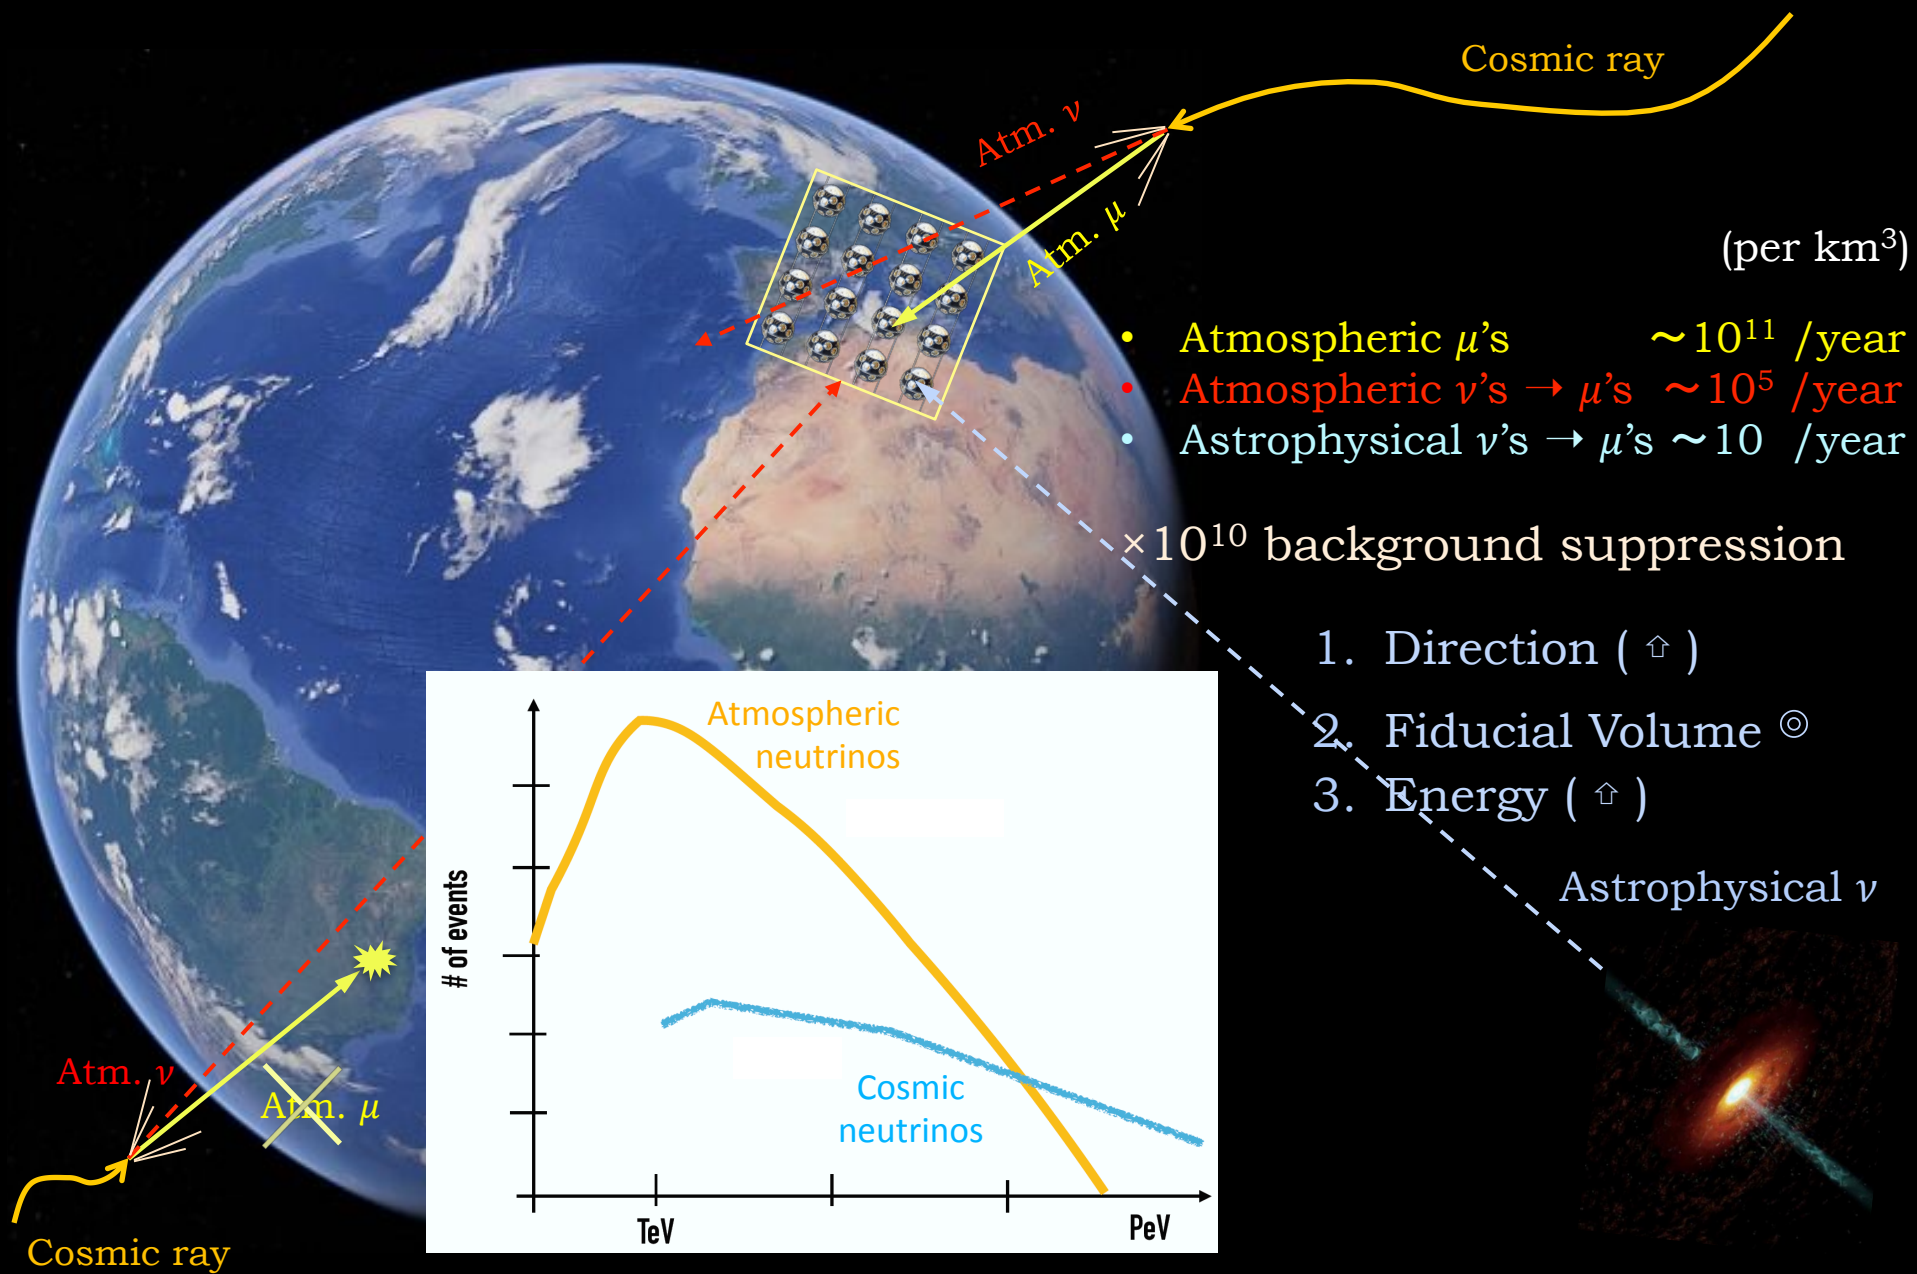 Cosmic ray
Atm. ν
Atm. μ
(per km³)
• Atmospheric μ's ~10¹¹ /year
• Atmospheric ν's → μ's ~10⁵ /year
• Astrophysical ν's → μ's ~10 /year
×10¹⁰ background suppression
1. Direction ( ⇧ )
2. Fiducial Volume ◎
3. Energy ( ⇧ )
Astrophysical ν
Atmospheric
neutrinos
# of events
Cosmic
neutrinos
TeV
PeV
Atm. ν
Atm. μ
Cosmic ray